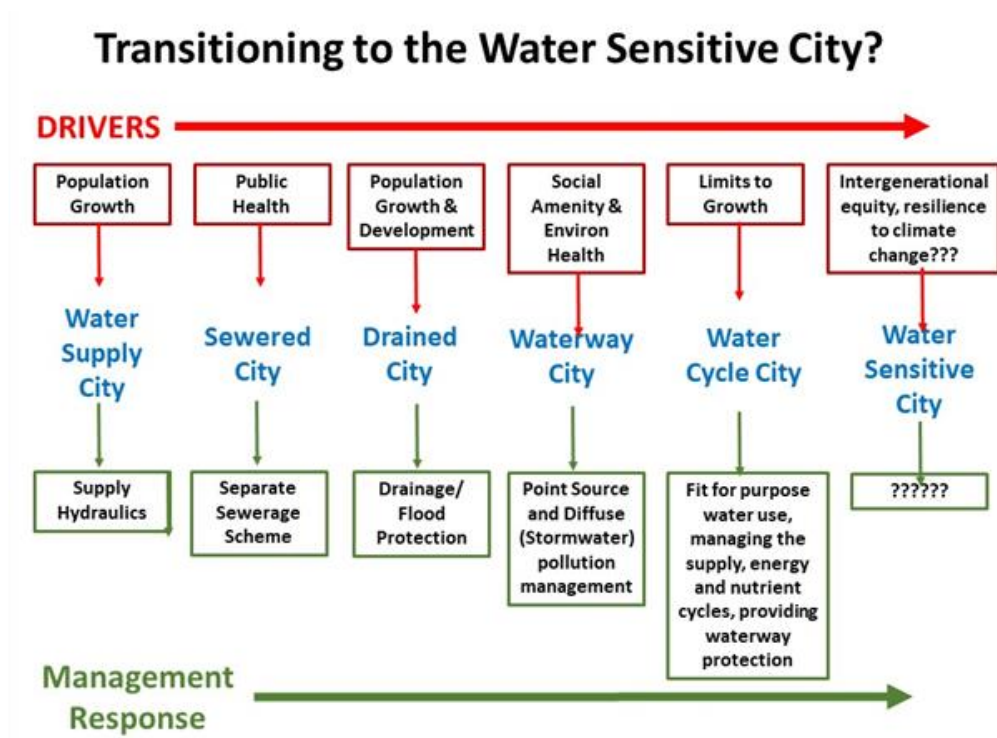 Transitioning to the Water Sensitive City?
DRIVERS
Population
Growth
Public
Health
Population
Growth &
Development
Social
Amenity &
Environ
Health
Limits to
Growth
Intergenerational
equity, resilience
to climate
change???
Water
Supply
City
Sewered
City
Drained
City
Waterway
City
Water
Cycle City
Water
Sensitive
City
Supply
Hydraulics
Separate
Sewerage
Scheme
Drainage/
Flood
Protection
Point Source
and Diffuse
(Stormwater)
pollution
management
Fit for purpose
water use,
managing the
supply, energy
and nutrient
cycles, providing
waterway
protection
??????
Management
Response